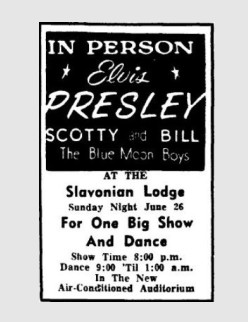 IN PERSON
Elvis
PRESLEY
SCOTTY and BILL
The Blue Moon Boys
AT THE
Slavonian Lodge
Sunday Night June 26
For One Big Show
And Dance
Show Time 8:00 p.m.
Dance 9:00 'Til 1:00 a.m.
In The New
Air-Conditioned Auditorium